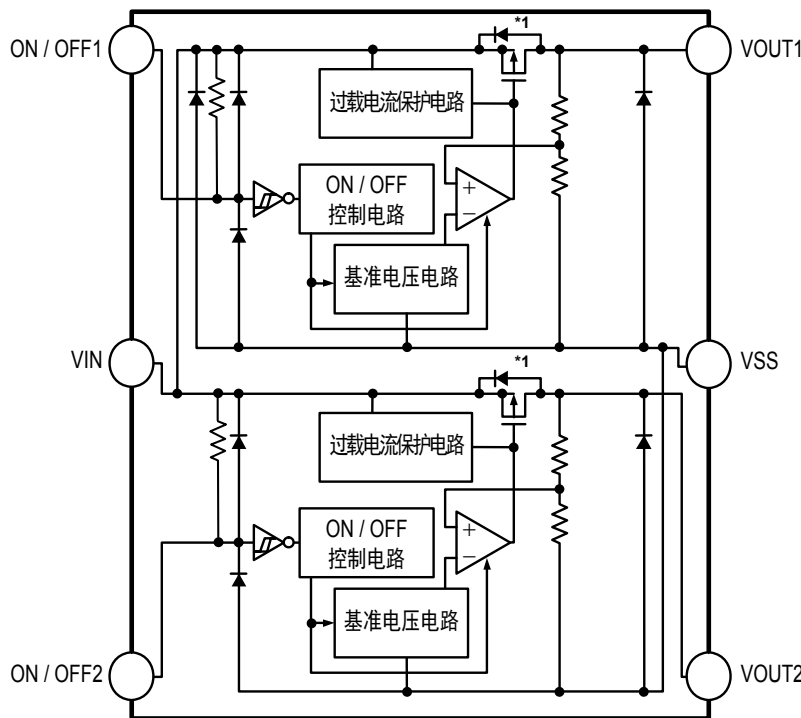 ON / OFF1
*1
VOUT1
过载电流保护电路
+
−
ON / OFF
控制电路
基准电压电路
VIN
VSS
*1
过载电流保护电路
+
−
ON / OFF
控制电路
基准电压电路
ON / OFF2
VOUT2